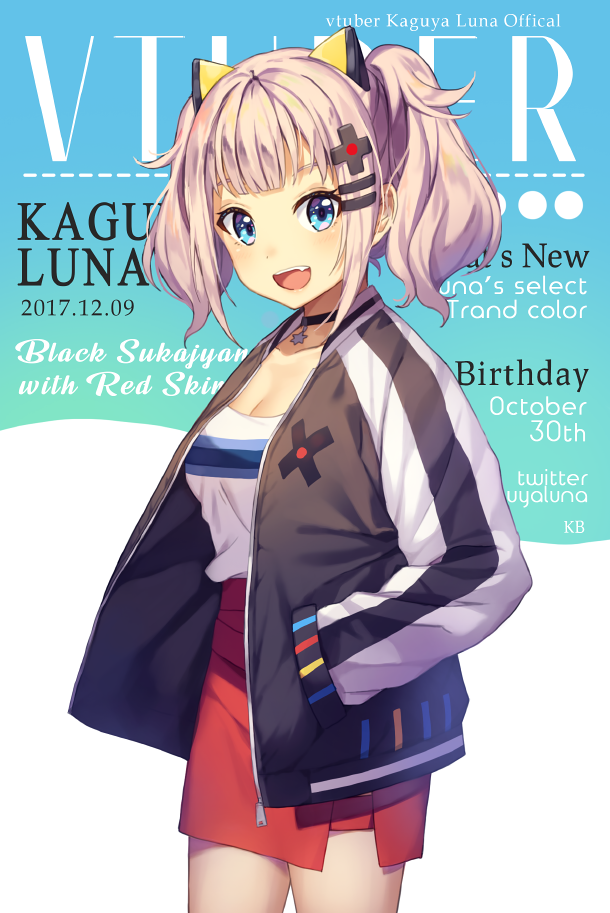 vtuber Kaguya Luna Offical
VTUBER
KAGU
LUNA
2017.12.09
Black Sukajyan
with Red Skir
's New
una's select
Trand color
Birthday
October
30th
twitter
uyaluna
KB